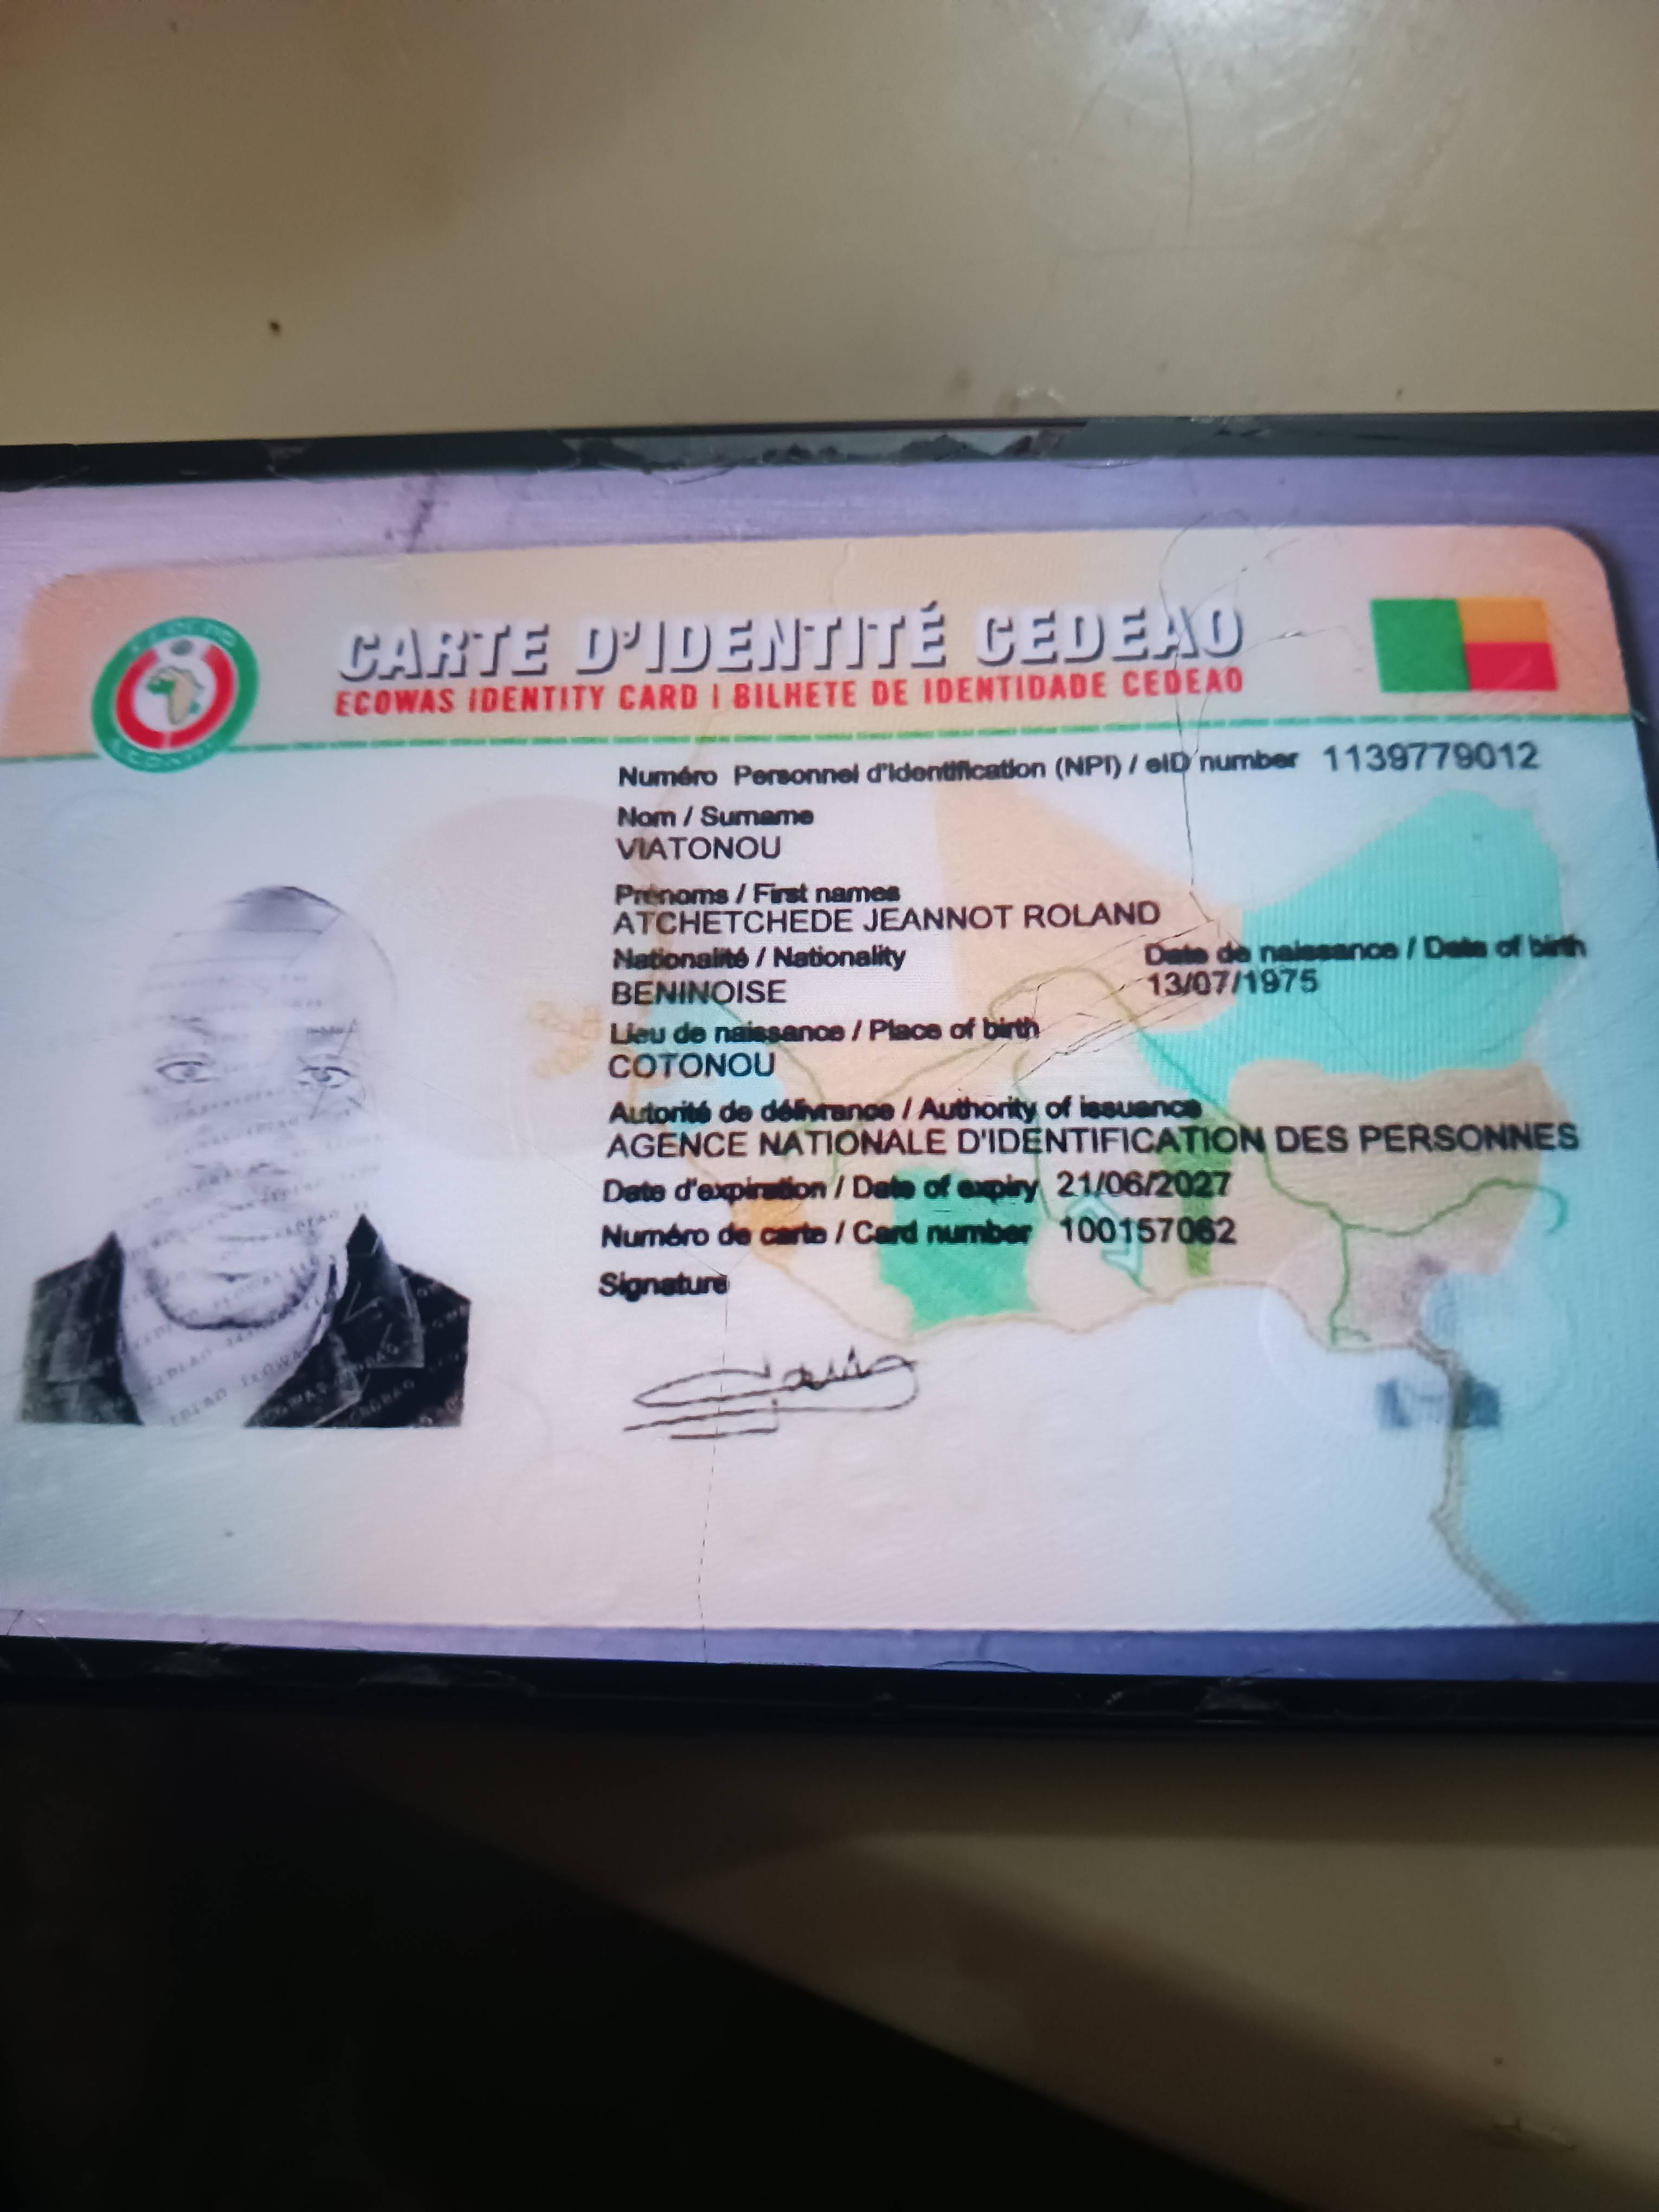 CARTE D'IDENTITÉ CEDEAO
ECOWAS IDENTITY CARD | BILHETE DE IDENTIDADE CEDEAO
Numéro Personnel d'Identification (NPI) / eID number 1139779012
Nom / Surname
VIATONOU
Prénoms / First names
ATCHETCHEDE JEANNOT ROLAND
Nationalité / Nationality
BENINOISE
Date de naissance / Date of birth
13/07/1975
Lieu de naissance / Place of birth
COTONOU
Autorité de délivrance / Authority of issuance
AGENCE NATIONALE D'IDENTIFICATION DES PERSONNES
Date d'expiration / Date of expiry 21/06/2027
Numéro de carte / Card number 100157062
Signature